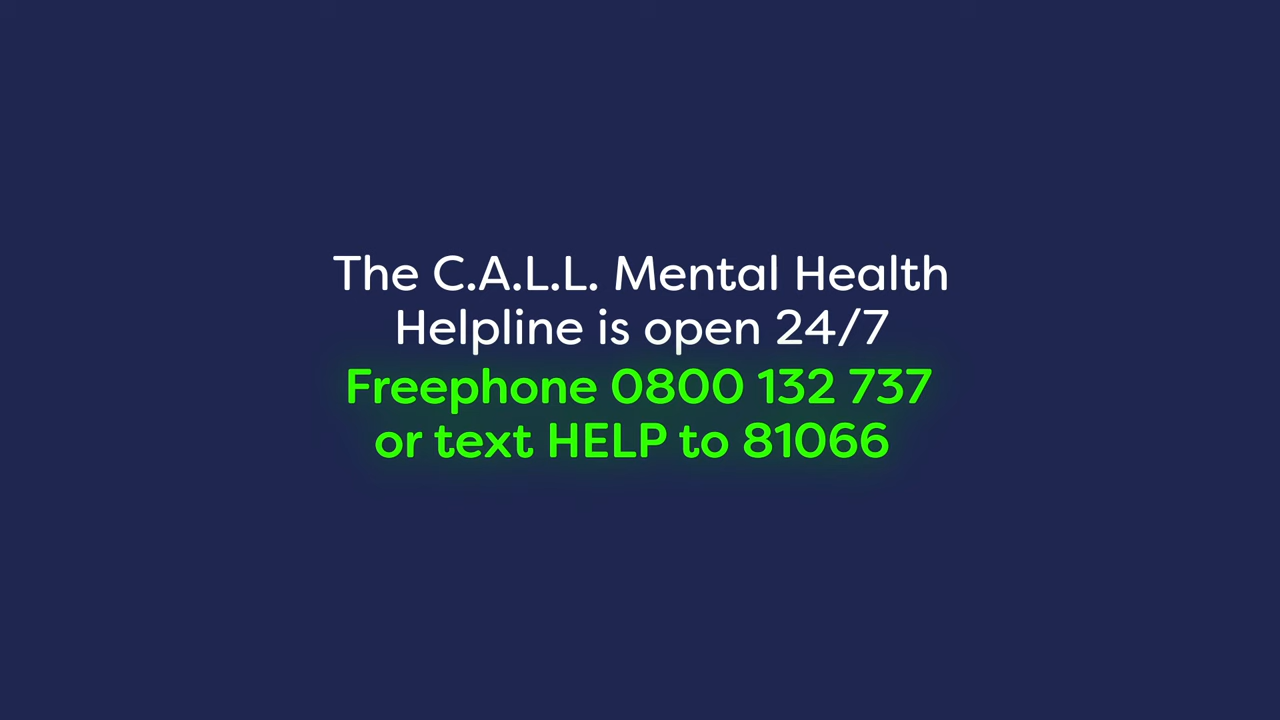 The C.A.L.L. Mental Health
Helpline is open 24/7
Freephone 0800 132 737
or text HELP to 81066